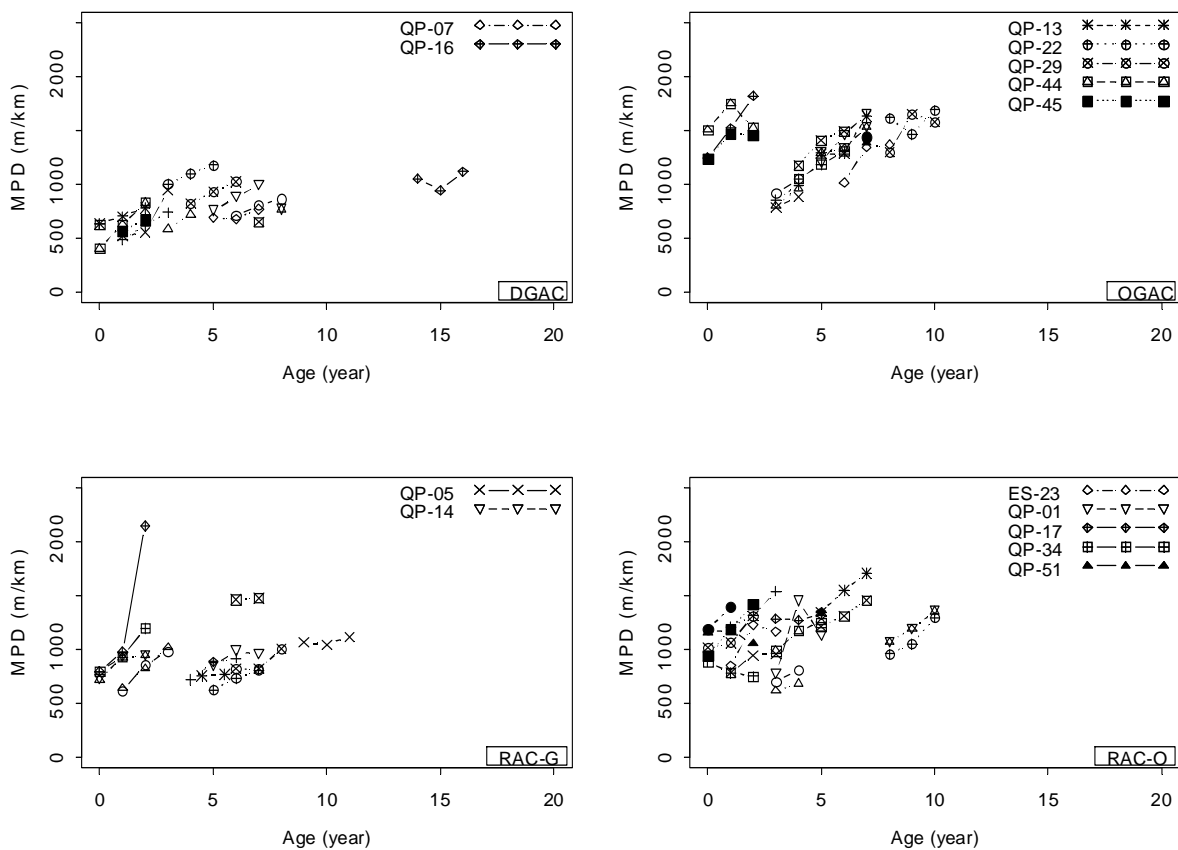 QP-07
QP-16
MPD (m/km)
2000
1000
500
0
DGAC
0 5 10 15 20
Age (year)
QP-13
QP-22
QP-29
QP-44
QP-45
MPD (m/km)
2000
1000
500
0
OGAC
0 5 10 15 20
Age (year)
QP-05
QP-14
MPD (m/km)
2000
1000
500
0
RAC-G
0 5 10 15 20
Age (year)
ES-23
QP-01
QP-17
QP-34
QP-51
MPD (m/km)
2000
1000
500
0
RAC-O
0 5 10 15 20
Age (year)